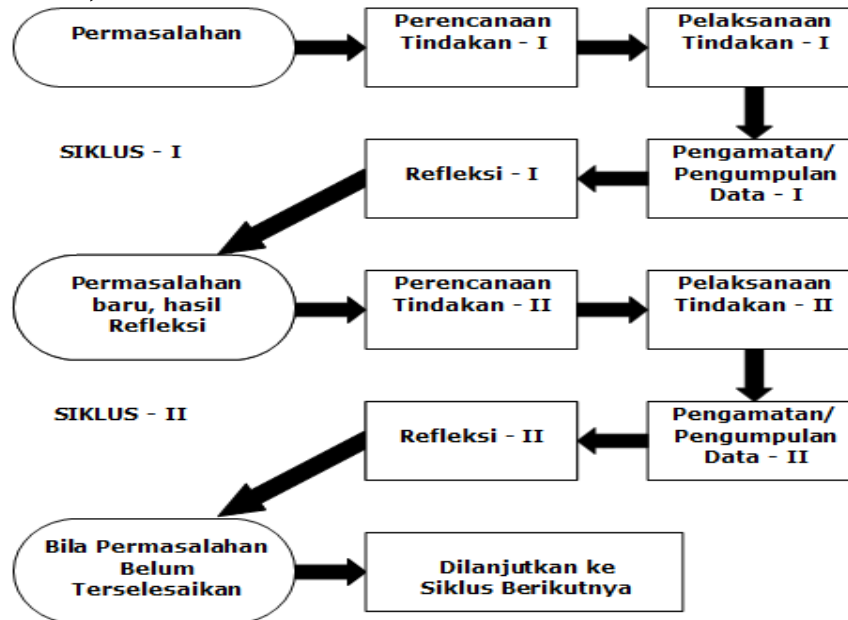 Permasalahan
Perencanaan
Tindakan - I
Pelaksanaan
Tindakan - I
SIKLUS - I
Refleksi - I
Pengamatan/
Pengumpulan
Data - I
Permasalahan
baru, hasil
Refleksi
Perencanaan
Tindakan - II
Pelaksanaan
Tindakan - II
SIKLUS - II
Refleksi - II
Pengamatan/
Pengumpulan
Data - II
Bila Permasalahan
Belum
Terselesaikan
Dilanjutkan ke
Siklus Berikutnya